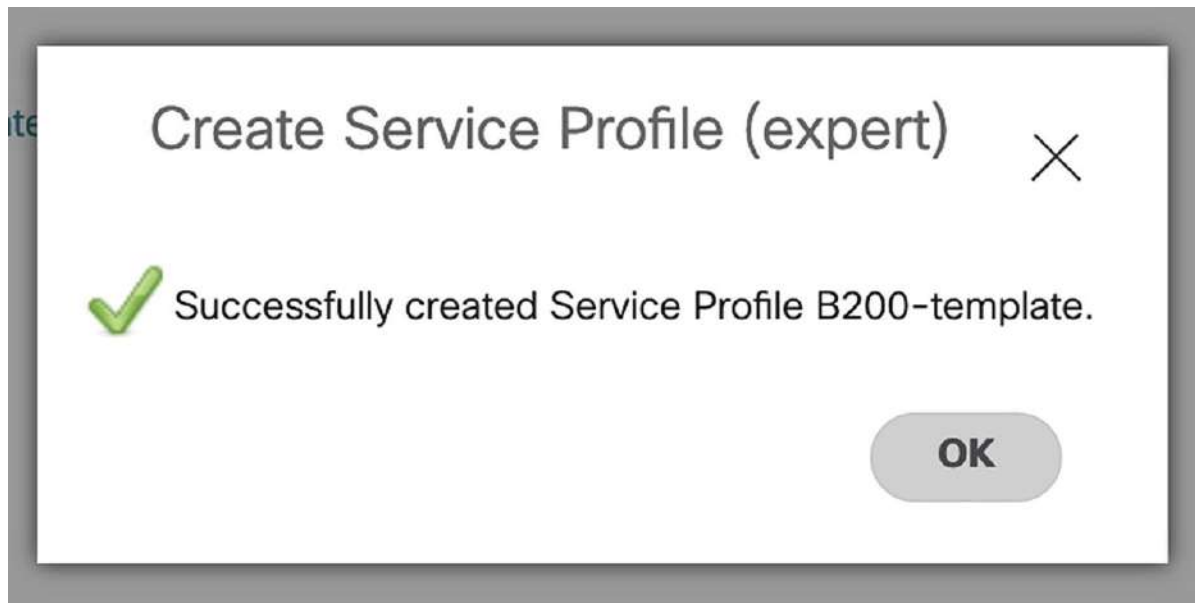 Create Service Profile (expert)
Successfully created Service Profile B200-template.
OK